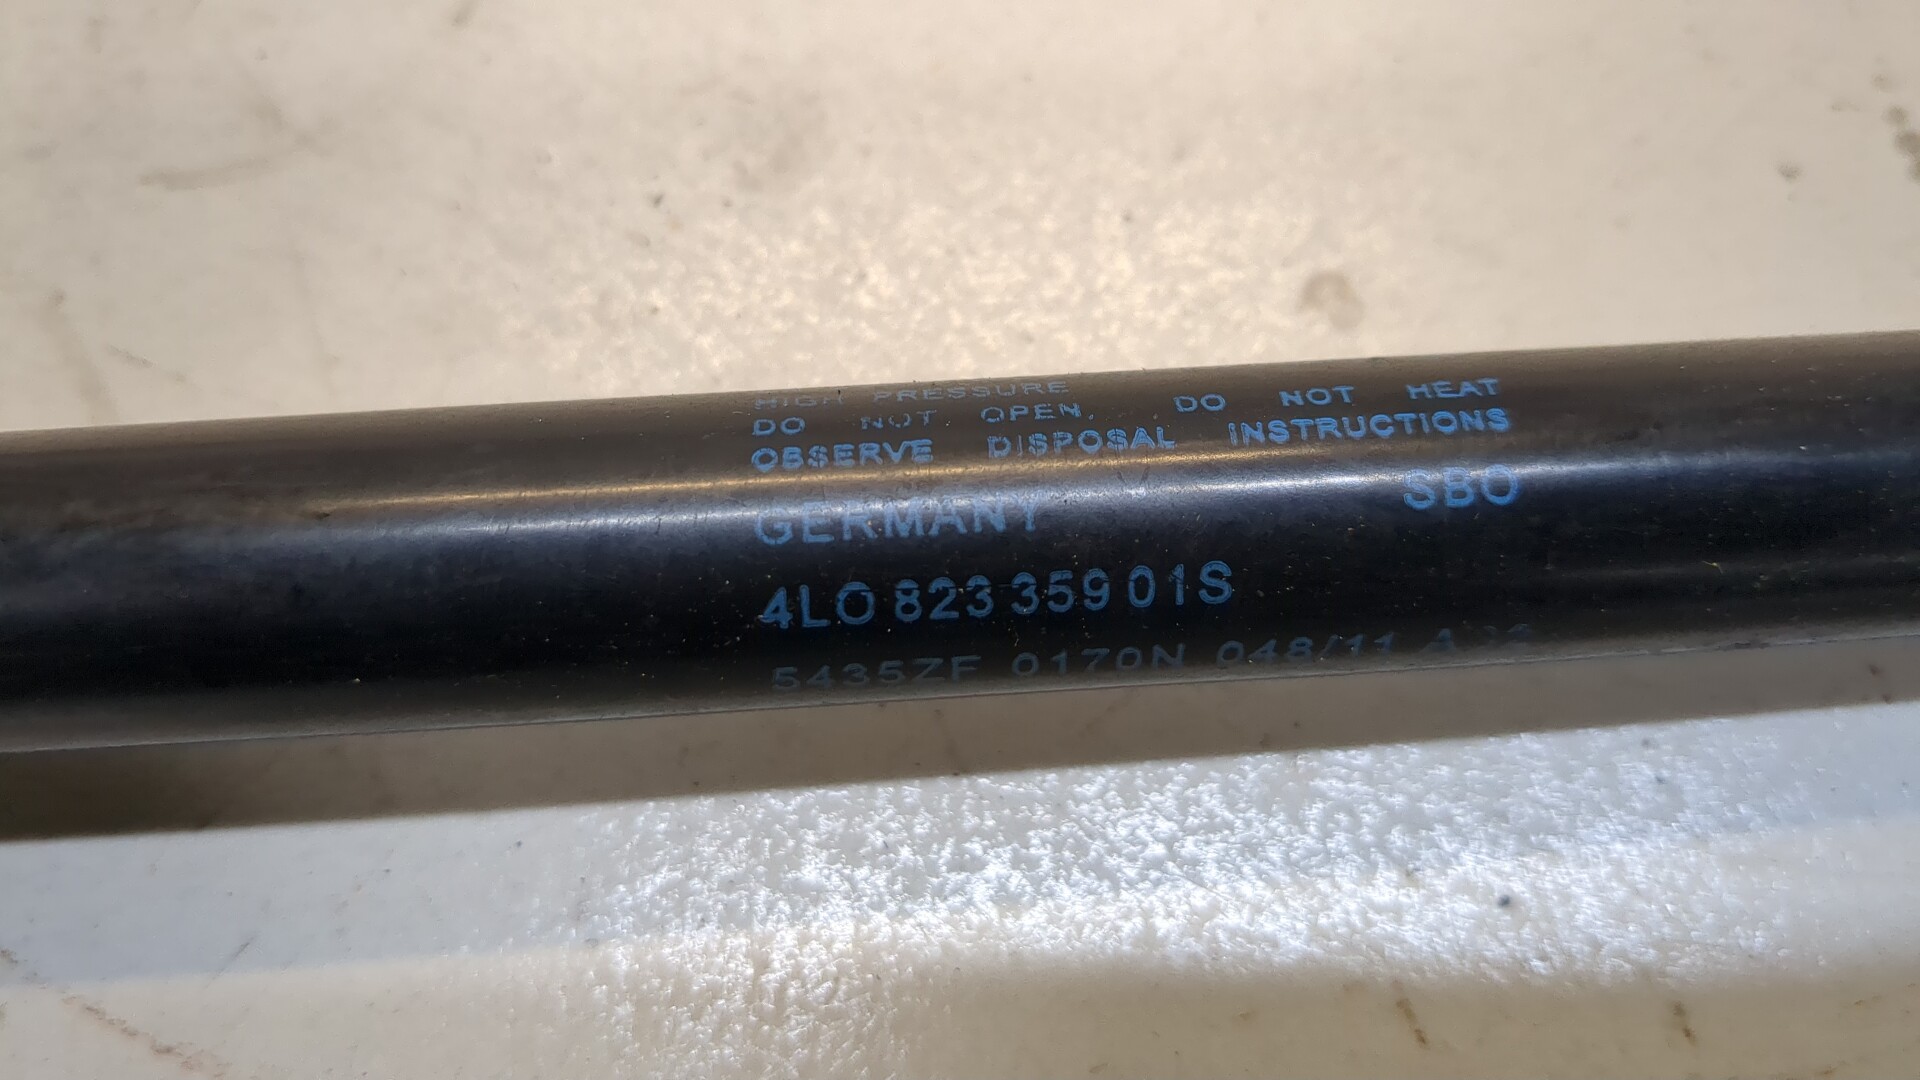 HIGH PRESSURE
DO NOT OPEN. DO NOT HEAT
OBSERVE DISPOSAL INSTRUCTIONS
GERMANY SBO
4L0 823 359 01S
5435ZF 0170N 048/11 A